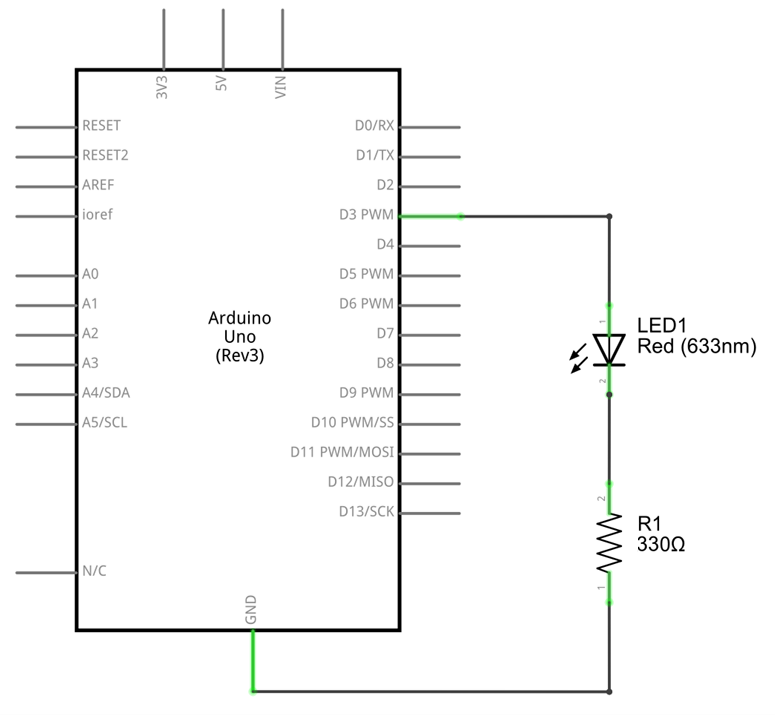 3V3
5V
VIN
RESET
RESET2
AREF
ioref
A0
A1
A2
A3
A4/SDA
A5/SCL
N/C
Arduino
Uno
(Rev3)
D0/RX
D1/TX
D2
D3 PWM
D4
D5 PWM
D6 PWM
D7
D8
D9 PWM
D10 PWM/SS
D11 PWM/MOSI
D12/MISO
D13/SCK
GND
1
LED1
Red (633nm)
2
2
R1
330Ω
1